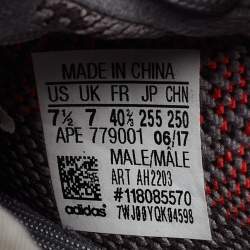 MADE IN CHINA
US UK FR JP CHN
7½ 7 40⅔ 255 250
APE 779001 06/17
MALE/MALE
ART AH2203
#118085570
adidas 7WJ00YQK04598